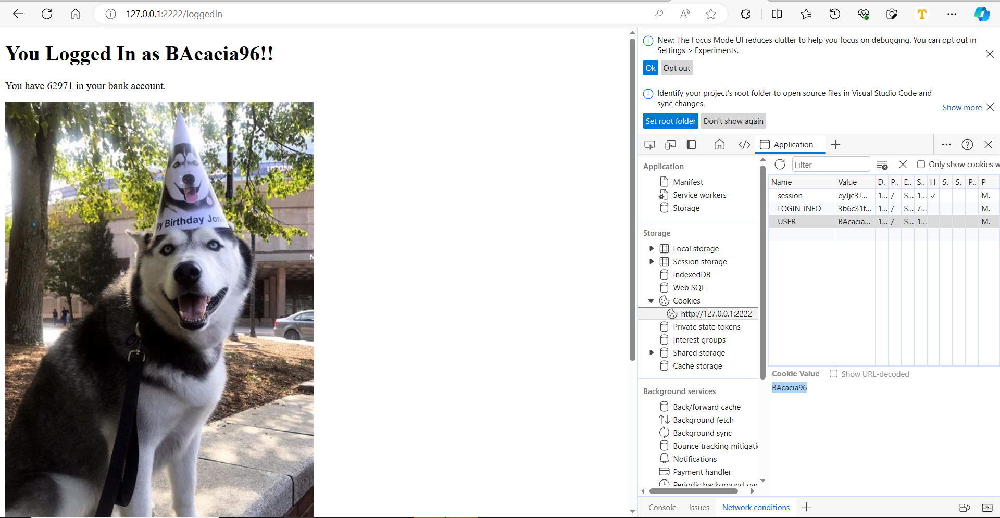 127.0.0.1:2222/loggedIn
You Logged In as BAcacia96!!
You have 62971 in your bank account.
Birthday Jon
New: The Focus Mode UI reduces clutter to help you focus on debugging. You can opt out in
Settings > Experiments.
Ok Opt out
Identify your project's root folder to open source files in Visual Studio Code and
sync changes.
Show more
Set root folder Don't show again
Application
Filter
Only show cookies w
Application
Manifest
Service workers
Storage
Storage
Local storage
Session storage
IndexedDB
Web SQL
Cookies
http://127.0.0.1:2222
Private state tokens
Interest groups
Shared storage
Cache storage
Background services
Back/forward cache
Background fetch
Background sync
Bounce tracking mitigati
Notifications
Payment handler
Periodic background syn
Name Value D. P.. E.. S.. H. S.. S.. P.. P
session eyJjc3J... 1... / S... 1... ✓ M.
LOGIN_INFO 3b6c31f... 1... / S... 7... M.
USER BAcacia... 1... / S... 1... M.
Cookie Value Show URL-decoded
BAcacia96
Console Issues Network conditions